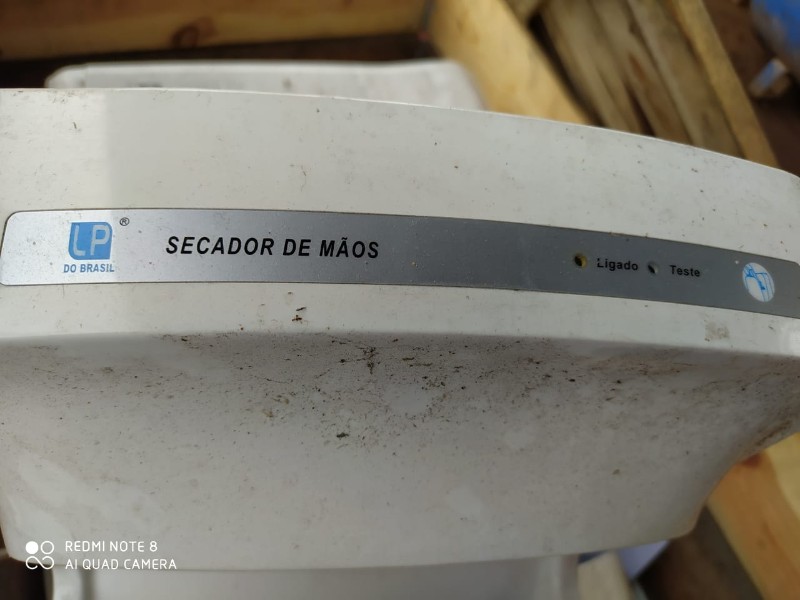 LP ®
DO BRASIL
SECADOR DE MÃOS
Ligado Teste
REDMI NOTE 8
AI QUAD CAMERA